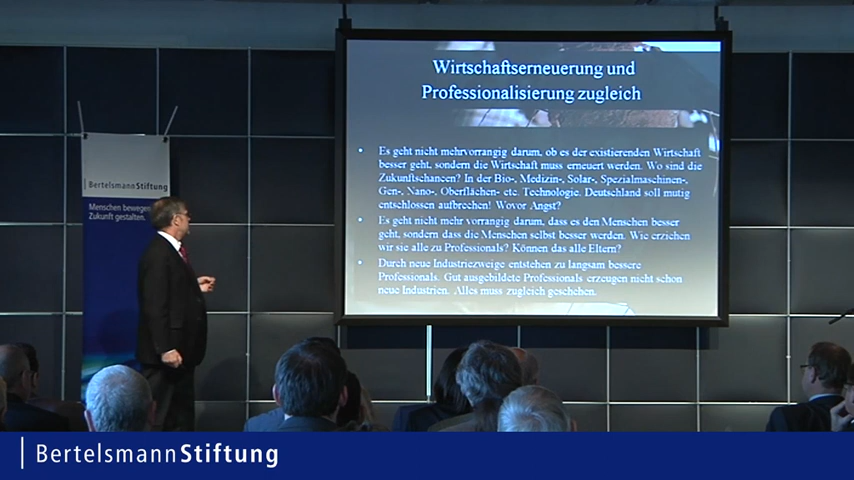 Wirtschaftserneuerung und
Professionalisierung zugleich
• Es geht nicht mehrvorrangig darum, ob es der existierenden Wirtschaft
besser geht, sondern die Wirtschaft muss erneuert werden. Wo sind die
Zukunftschancen? In der Bio-, Medizin-, Solar-, Spezialmaschinen-,
Gen-, Nano-, Oberflächen- etc. Technologie. Deutschland soll mutig
entschlossen aufbrechen! Wovor Angst?
• Es geht nicht mehr vorrangig darum, dass es den Menschen besser
geht, sondern dass die Menschen selbst besser werden. Wie erziehen
wir sie alle zu Professionals? Können das alle Eltern?
• Durch neue Industriezweige entstehen zu langsam bessere
Professionals. Gut ausgebildete Professionals erzeugen nicht schon
neue Industrien. Alles muss zugleich geschehen.
BertelsmannStiftung
Menschen bewegen.
Zukunft gestalten.
BertelsmannStiftung